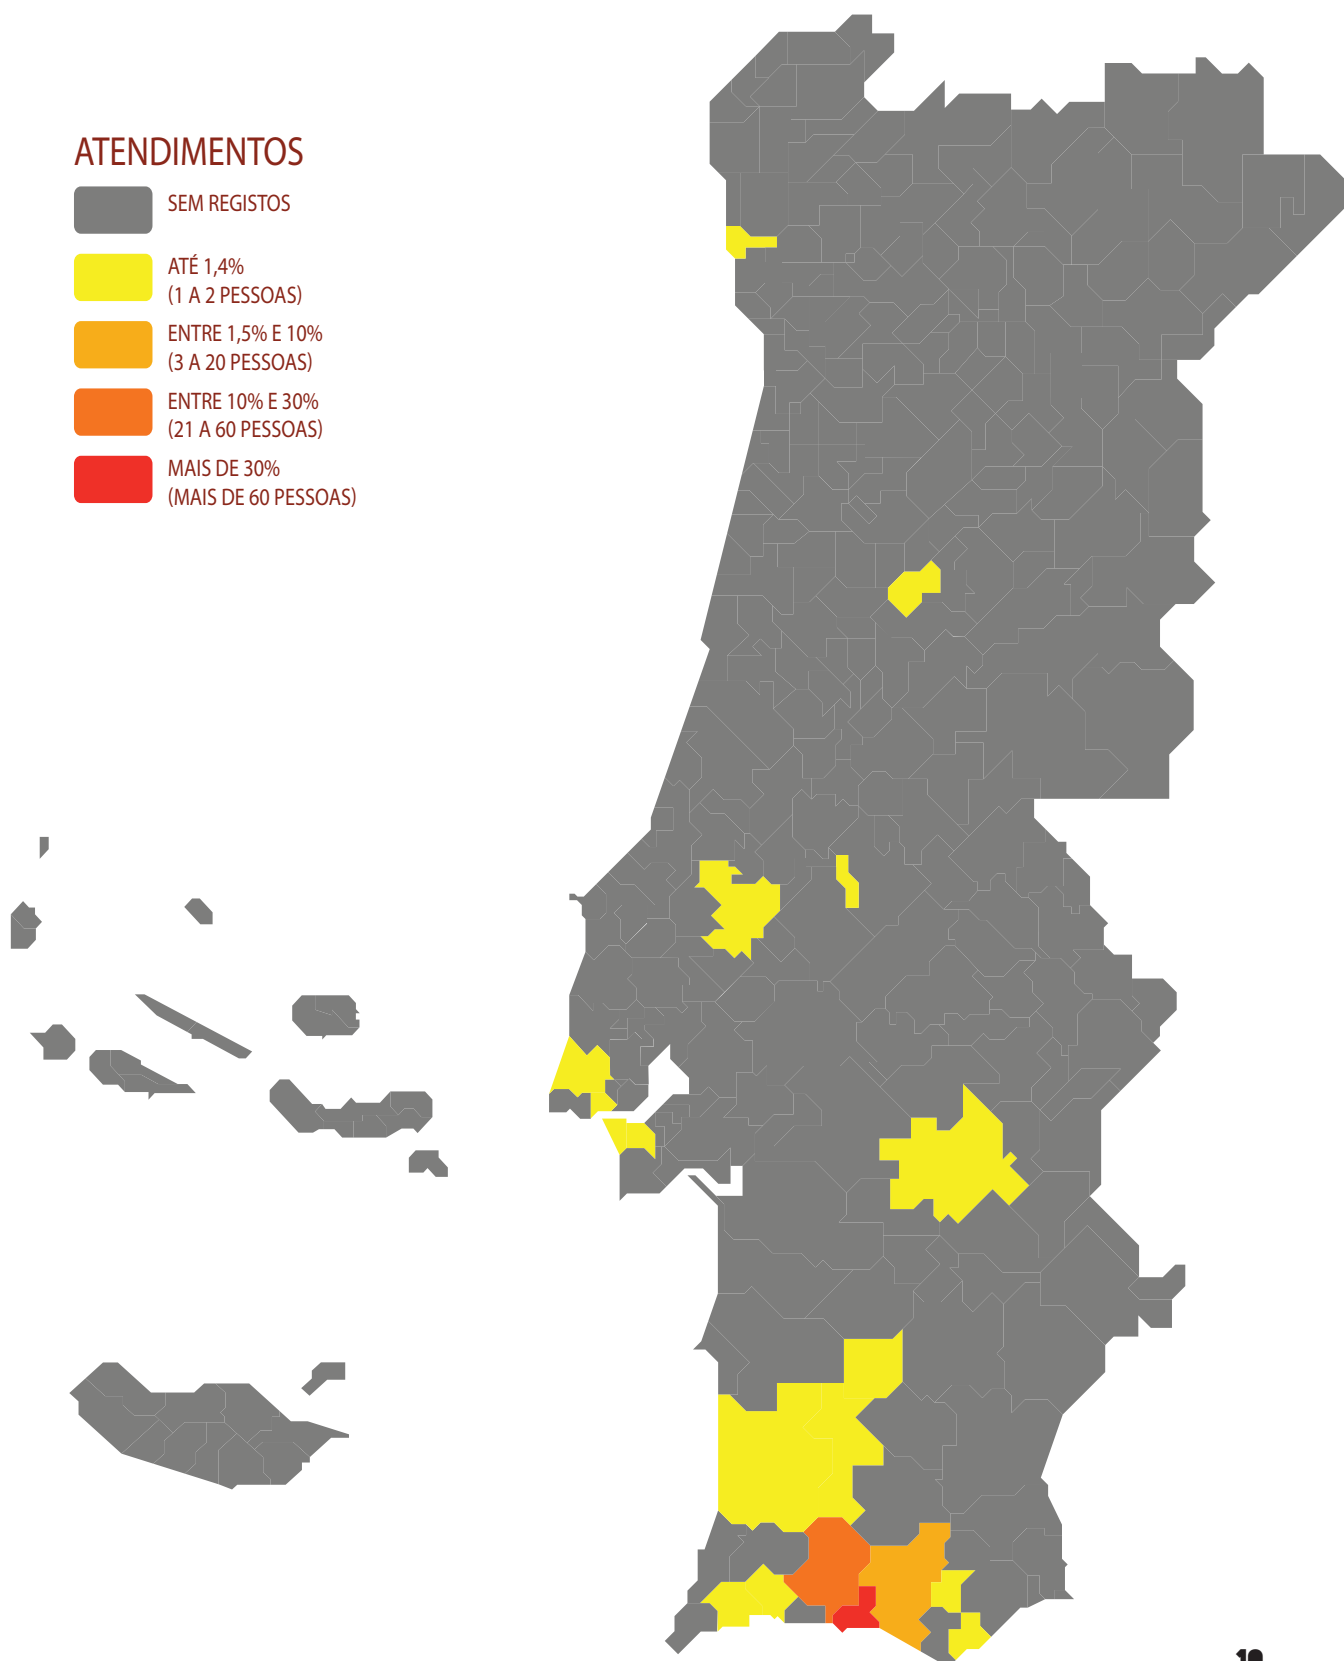 ATENDIMENTOS
SEM REGISTOS
ATÉ 1,4%
(1 A 2 PESSOAS)
ENTRE 1,5% E 10%
(3 A 20 PESSOAS)
ENTRE 10% E 30%
(21 A 60 PESSOAS)
MAIS DE 30%
(MAIS DE 60 PESSOAS)